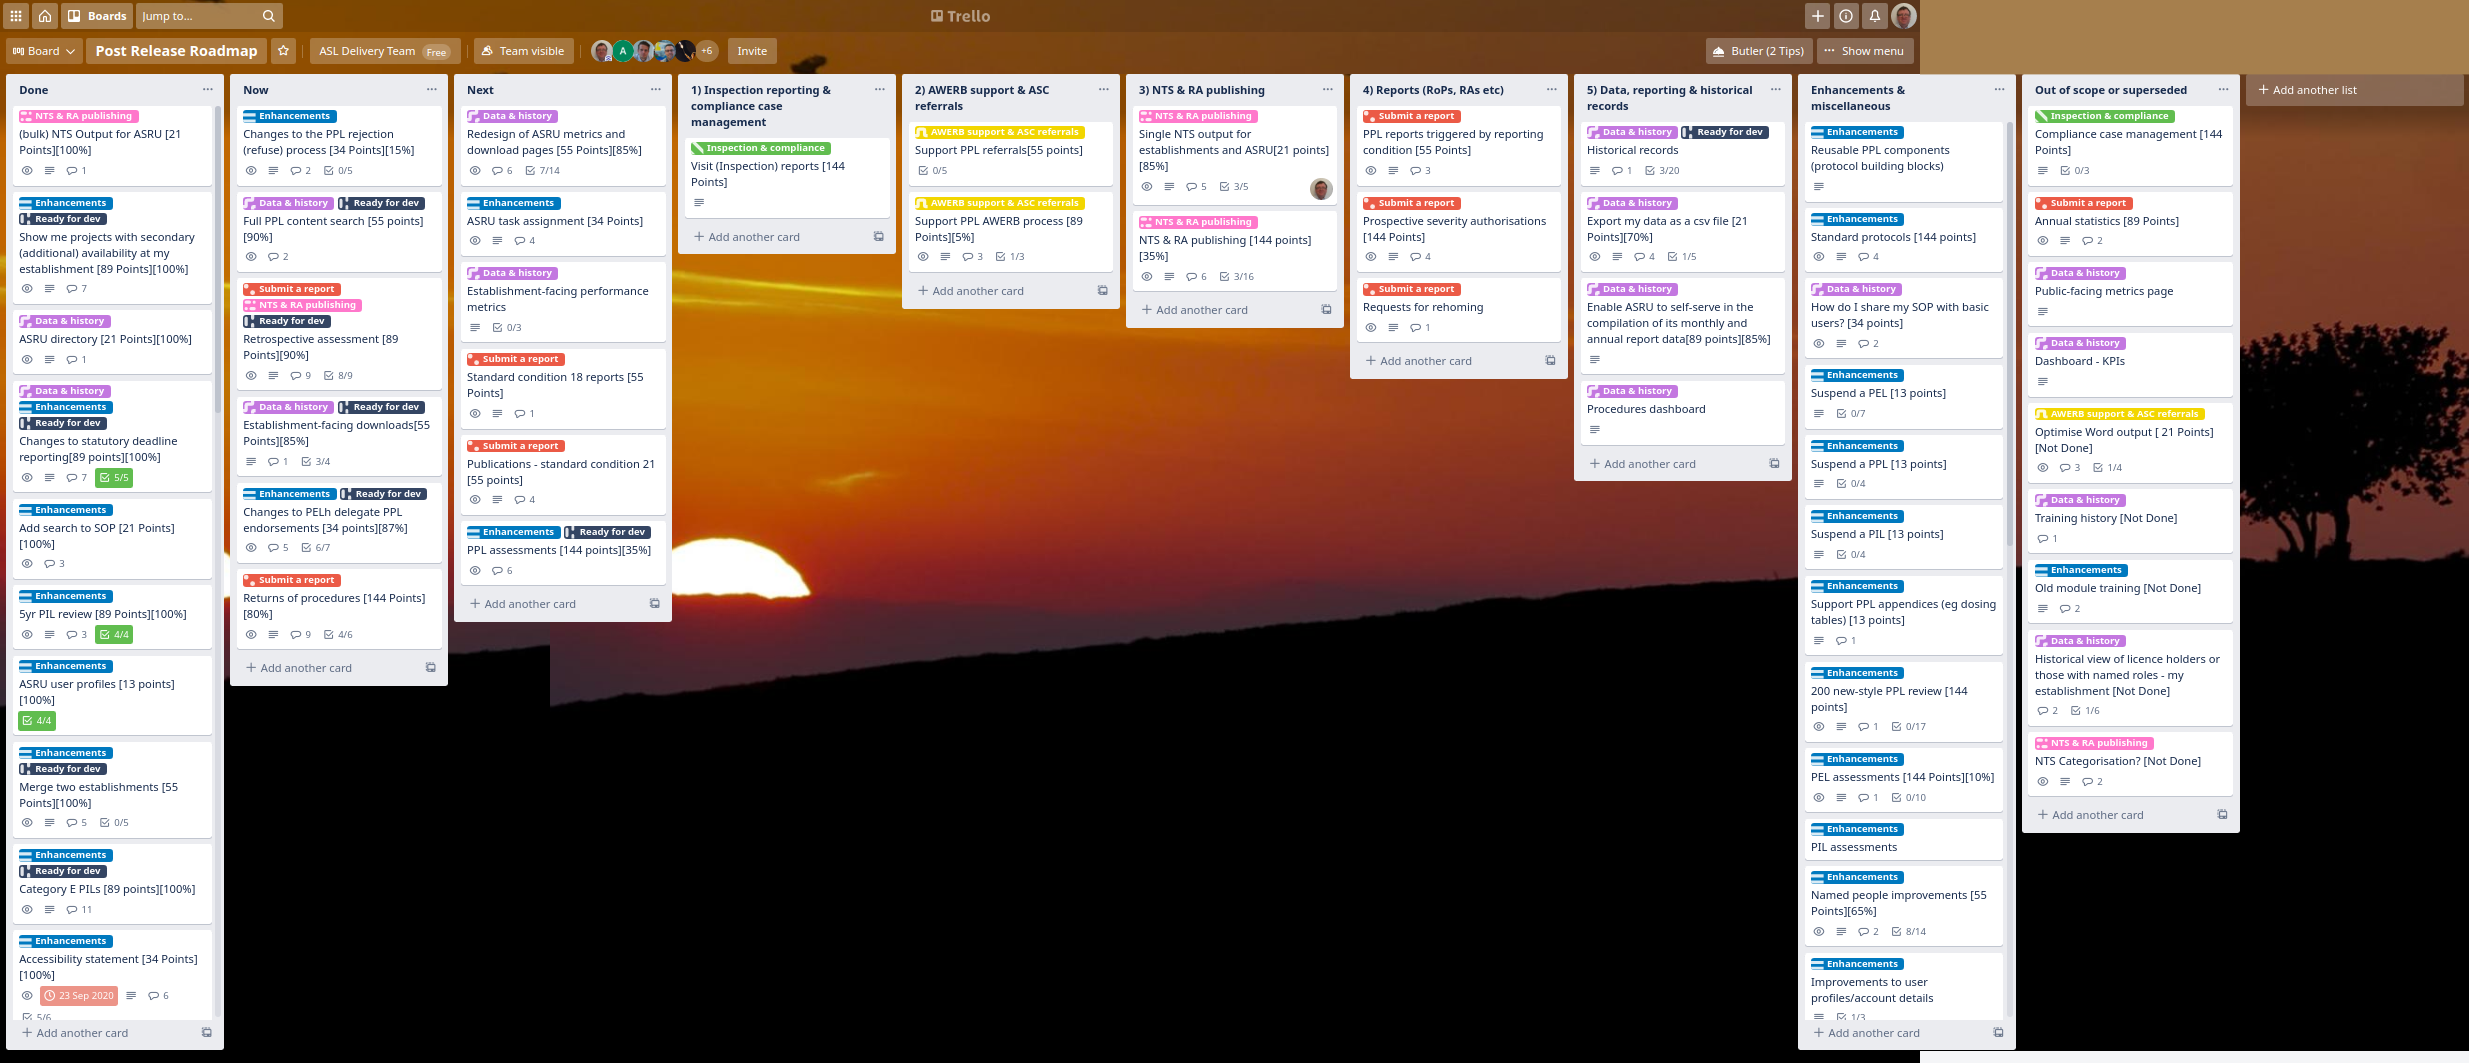 Boards
Jump to...
Trello
Board
Post Release Roadmap
ASL Delivery Team
Free
Team visible
A
+6
Invite
Butler (2 Tips)
Show menu
Done
NTS & RA publishing
(bulk) NTS Output for ASRU [21
Points][100%]
1
Enhancements
Ready for dev
Show me projects with secondary
(additional) availability at my
establishment [89 Points][100%]
7
Data & history
ASRU directory [21 Points][100%]
1
Data & history
Enhancements
Ready for dev
Changes to statutory deadline
reporting[89 points][100%]
7 5/5
Enhancements
Add search to SOP [21 Points]
[100%]
3
Enhancements
5yr PIL review [89 Points][100%]
3 4/4
Enhancements
ASRU user profiles [13 points]
[100%]
4/4
Enhancements
Ready for dev
Merge two establishments [55
Points][100%]
5 0/5
Enhancements
Ready for dev
Category E PILs [89 points][100%]
11
Enhancements
Accessibility statement [34 Points]
[100%]
23 Sep 2020 6
5/6
Add another card
Now
Enhancements
Changes to the PPL rejection
(refuse) process [34 Points][15%]
2 0/5
Data & history Ready for dev
Full PPL content search [55 points]
[90%]
2
Submit a report
NTS & RA publishing
Ready for dev
Retrospective assessment [89
Points][90%]
9 8/9
Data & history Ready for dev
Establishment-facing downloads[55
Points][85%]
1 3/4
Enhancements Ready for dev
Changes to PELh delegate PPL
endorsements [34 points][87%]
5 6/7
Submit a report
Returns of procedures [144 Points]
[80%]
9 4/6
Add another card
Next
Data & history
Redesign of ASRU metrics and
download pages [55 Points][85%]
6 7/14
Enhancements
ASRU task assignment [34 Points]
4
Data & history
Establishment-facing performance
metrics
0/3
Submit a report
Standard condition 18 reports [55
Points]
1
Submit a report
Publications - standard condition 21
[55 points]
4
Enhancements Ready for dev
PPL assessments [144 points][35%]
6
Add another card
1) Inspection reporting &
compliance case
management
Inspection & compliance
Visit (Inspection) reports [144
Points]
Add another card
2) AWERB support & ASC
referrals
AWERB support & ASC referrals
Support PPL referrals[55 points]
0/5
AWERB support & ASC referrals
Support PPL AWERB process [89
Points][5%]
3 1/3
Add another card
3) NTS & RA publishing
NTS & RA publishing
Single NTS output for
establishments and ASRU[21 points]
[85%]
5 3/5
NTS & RA publishing
NTS & RA publishing [144 points]
[35%]
6 3/16
Add another card
4) Reports (RoPs, RAs etc)
Submit a report
PPL reports triggered by reporting
condition [55 Points]
3
Submit a report
Prospective severity authorisations
[144 Points]
4
Submit a report
Requests for rehoming
1
Add another card
5) Data, reporting & historical
records
Data & history Ready for dev
Historical records
1 3/20
Data & history
Export my data as a csv file [21
Points][70%]
4 1/5
Data & history
Enable ASRU to self-serve in the
compilation of its monthly and
annual report data[89 points][85%]
Data & history
Procedures dashboard
Add another card
Enhancements &
miscellaneous
Enhancements
Reusable PPL components
(protocol building blocks)
Enhancements
Standard protocols [144 points]
4
Data & history
How do I share my SOP with basic
users? [34 points]
2
Enhancements
Suspend a PEL [13 points]
0/7
Enhancements
Suspend a PPL [13 points]
0/4
Enhancements
Suspend a PIL [13 points]
0/4
Enhancements
Support PPL appendices (eg dosing
tables) [13 points]
1
Enhancements
200 new-style PPL review [144
points]
1 0/17
Enhancements
PEL assessments [144 Points][10%]
1 0/10
Enhancements
PIL assessments
Enhancements
Named people improvements [55
Points][65%]
2 8/14
Enhancements
Improvements to user
profiles/account details
1/3
Add another card
Out of scope or superseded
Inspection & compliance
Compliance case management [144
Points]
0/3
Submit a report
Annual statistics [89 Points]
2
Data & history
Public-facing metrics page
Data & history
Dashboard - KPIs
AWERB support & ASC referrals
Optimise Word output [ 21 Points]
[Not Done]
3 1/4
Data & history
Training history [Not Done]
1
Enhancements
Old module training [Not Done]
2
Data & history
Historical view of licence holders or
those with named roles - my
establishment [Not Done]
2 1/6
NTS & RA publishing
NTS Categorisation? [Not Done]
2
Add another card
Add another list